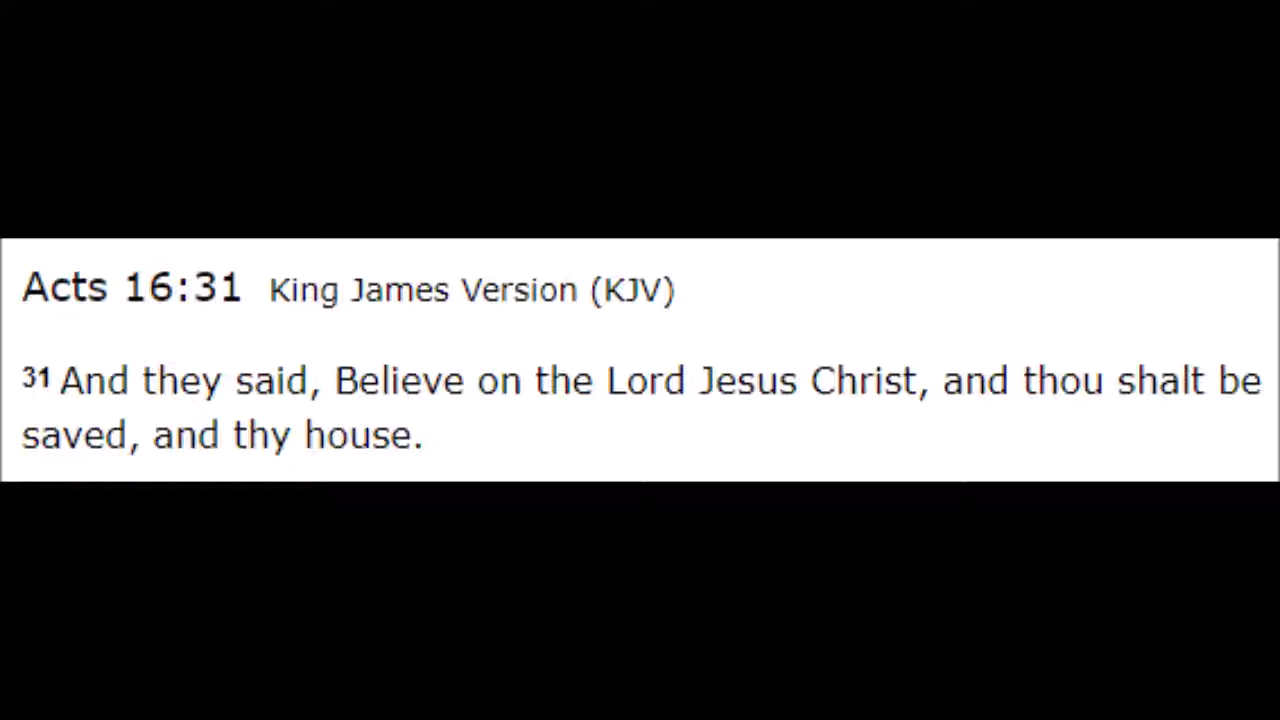 Acts 16:31 King James Version (KJV)
31 And they said, Believe on the Lord Jesus Christ, and thou shalt be
saved, and thy house.